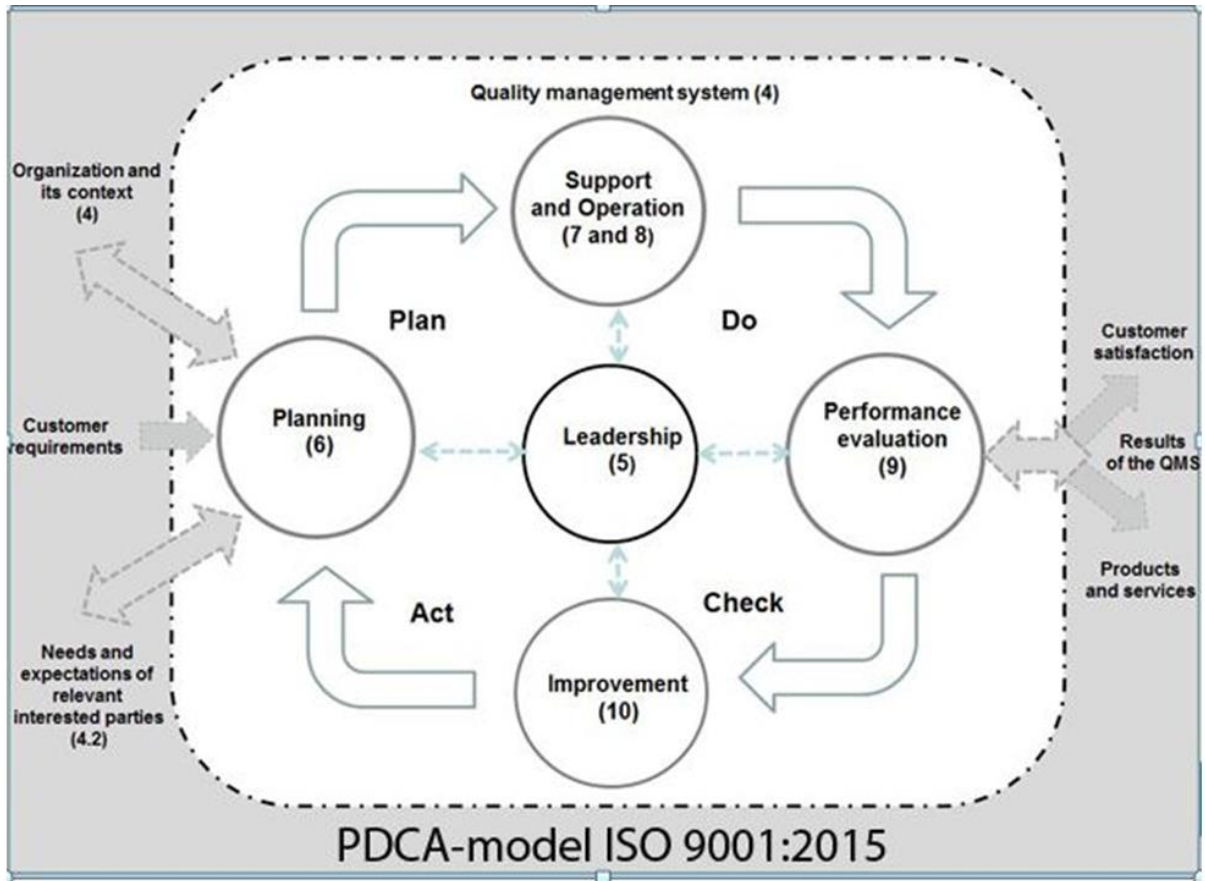 Quality management system (4)
Organization and
its context
(4)
Support
and Operation
(7 and 8)
Plan
Do
Customer
satisfaction
Customer
requirements
Planning
(6)
Leadership
(5)
Performance
evaluation
(9)
Results
of the QMS
Act
Check
Products
and services
Needs and
expectations of
relevant
interested parties
(4.2)
Improvement
(10)
PDCA-model ISO 9001:2015